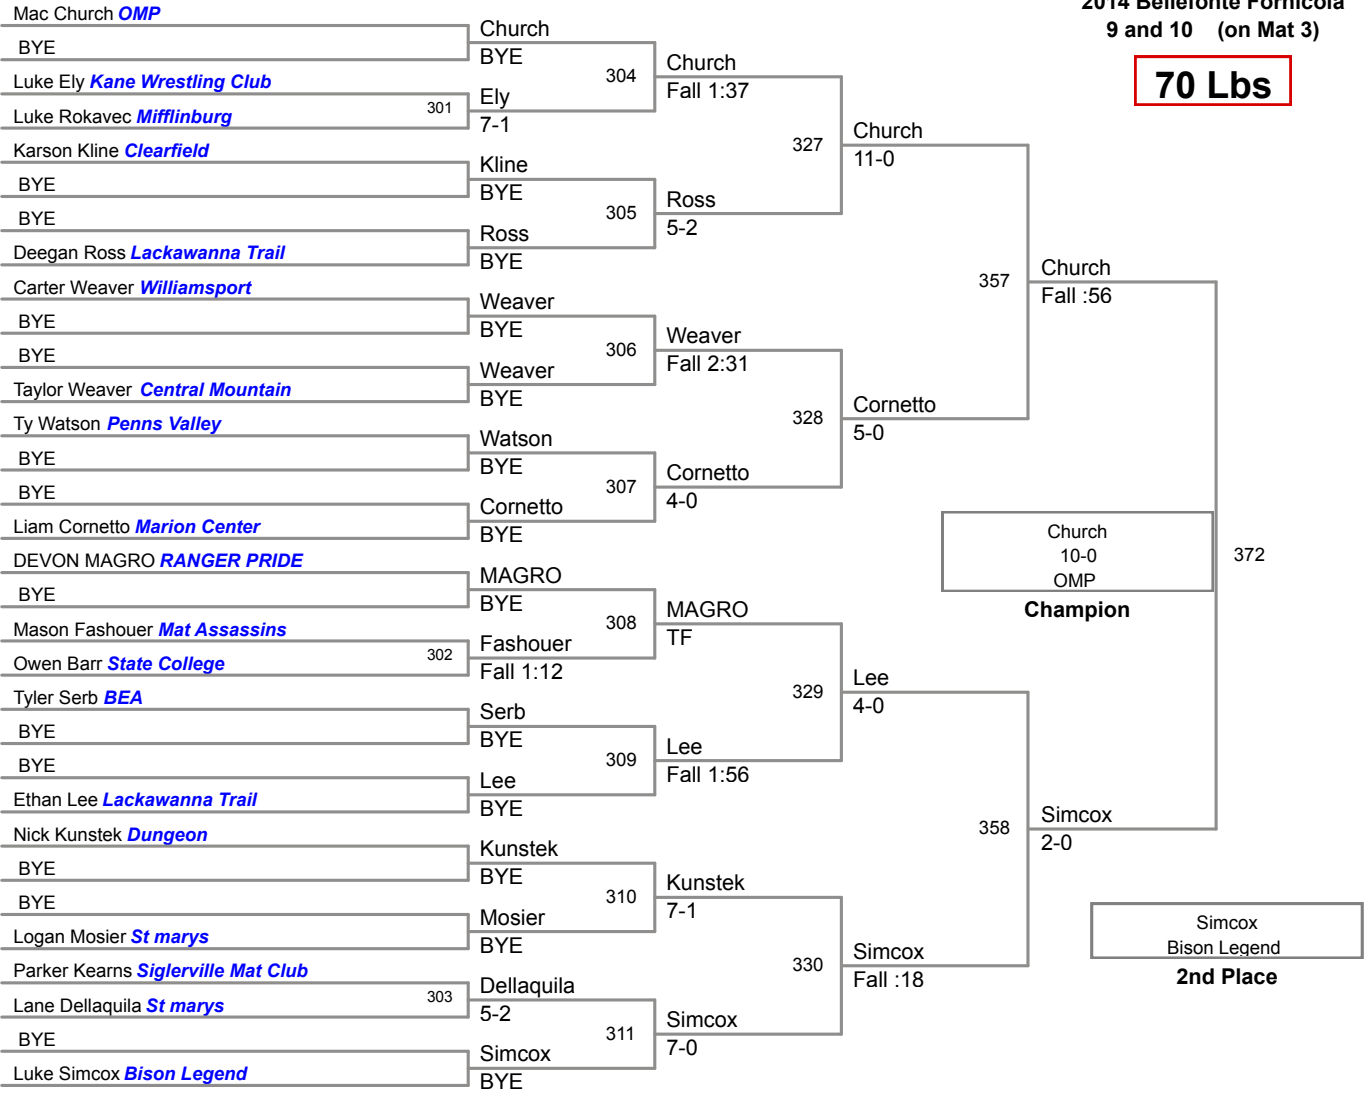 2014 Bellefonte Fornicola
9 and 10 (on Mat 3)
70 Lbs
Mac Church OMP
BYE
Luke Ely Kane Wrestling Club
Luke Rokavec Mifflinburg
Karson Kline Clearfield
BYE
BYE
Deegan Ross Lackawanna Trail
Carter Weaver Williamsport
BYE
BYE
Taylor Weaver Central Mountain
Ty Watson Penns Valley
BYE
BYE
Liam Cornetto Marion Center
DEVON MAGRO RANGER PRIDE
BYE
Mason Fashouer Mat Assassins
Owen Barr State College
Tyler Serb BEA
BYE
BYE
Ethan Lee Lackawanna Trail
Nick Kunstek Dungeon
BYE
BYE
Logan Mosier St marys
Parker Kearns Siglerville Mat Club
Lane Dellaquila St marys
BYE
Luke Simcox Bison Legend
301
302
303
Church
BYE
Ely
7-1
Kline
BYE
Ross
BYE
Weaver
BYE
Weaver
BYE
Watson
BYE
Cornetto
BYE
MAGRO
BYE
Fashouer
Fall 1:12
Serb
BYE
Lee
BYE
Kunstek
BYE
Mosier
BYE
Dellaquila
5-2
Simcox
BYE
304
305
306
307
308
309
310
311
Church
Fall 1:37
Ross
5-2
Weaver
Fall 2:31
Cornetto
4-0
MAGRO
TF
Lee
Fall 1:56
Kunstek
7-1
Simcox
7-0
327
328
329
330
Church
11-0
Cornetto
5-0
Lee
4-0
Simcox
Fall :18
357
358
Church
Fall :56
Simcox
2-0
372
Church
10-0
OMP
Champion
Simcox
Bison Legend
2nd Place